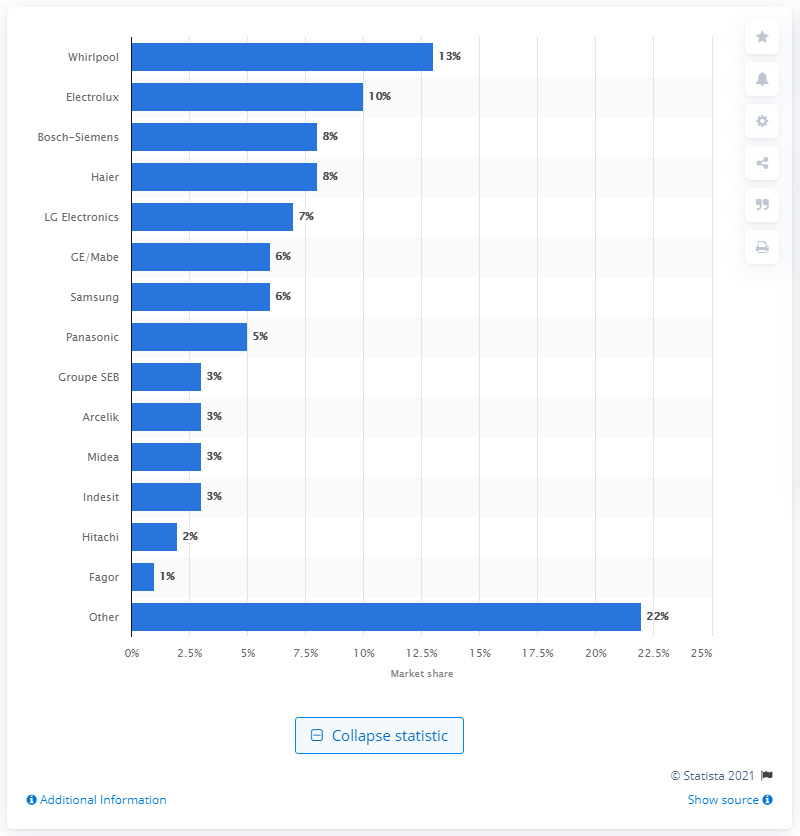 Whirlpool 13%
Electrolux 10%
Bosch-Siemens 8%
Haier 8%
LG Electronics 7%
GE/Mabe 6%
Samsung 6%
Panasonic 5%
Groupe SEB 3%
Arcelik 3%
Midea 3%
Indesit 3%
Hitachi 2%
Fagor 1%
Other 22%
0% 2.5% 5% 7.5% 10% 12.5% 15% 17.5% 20% 22.5% 25%
Market share
Collapse statistic
© Statista 2021
Additional Information Show source